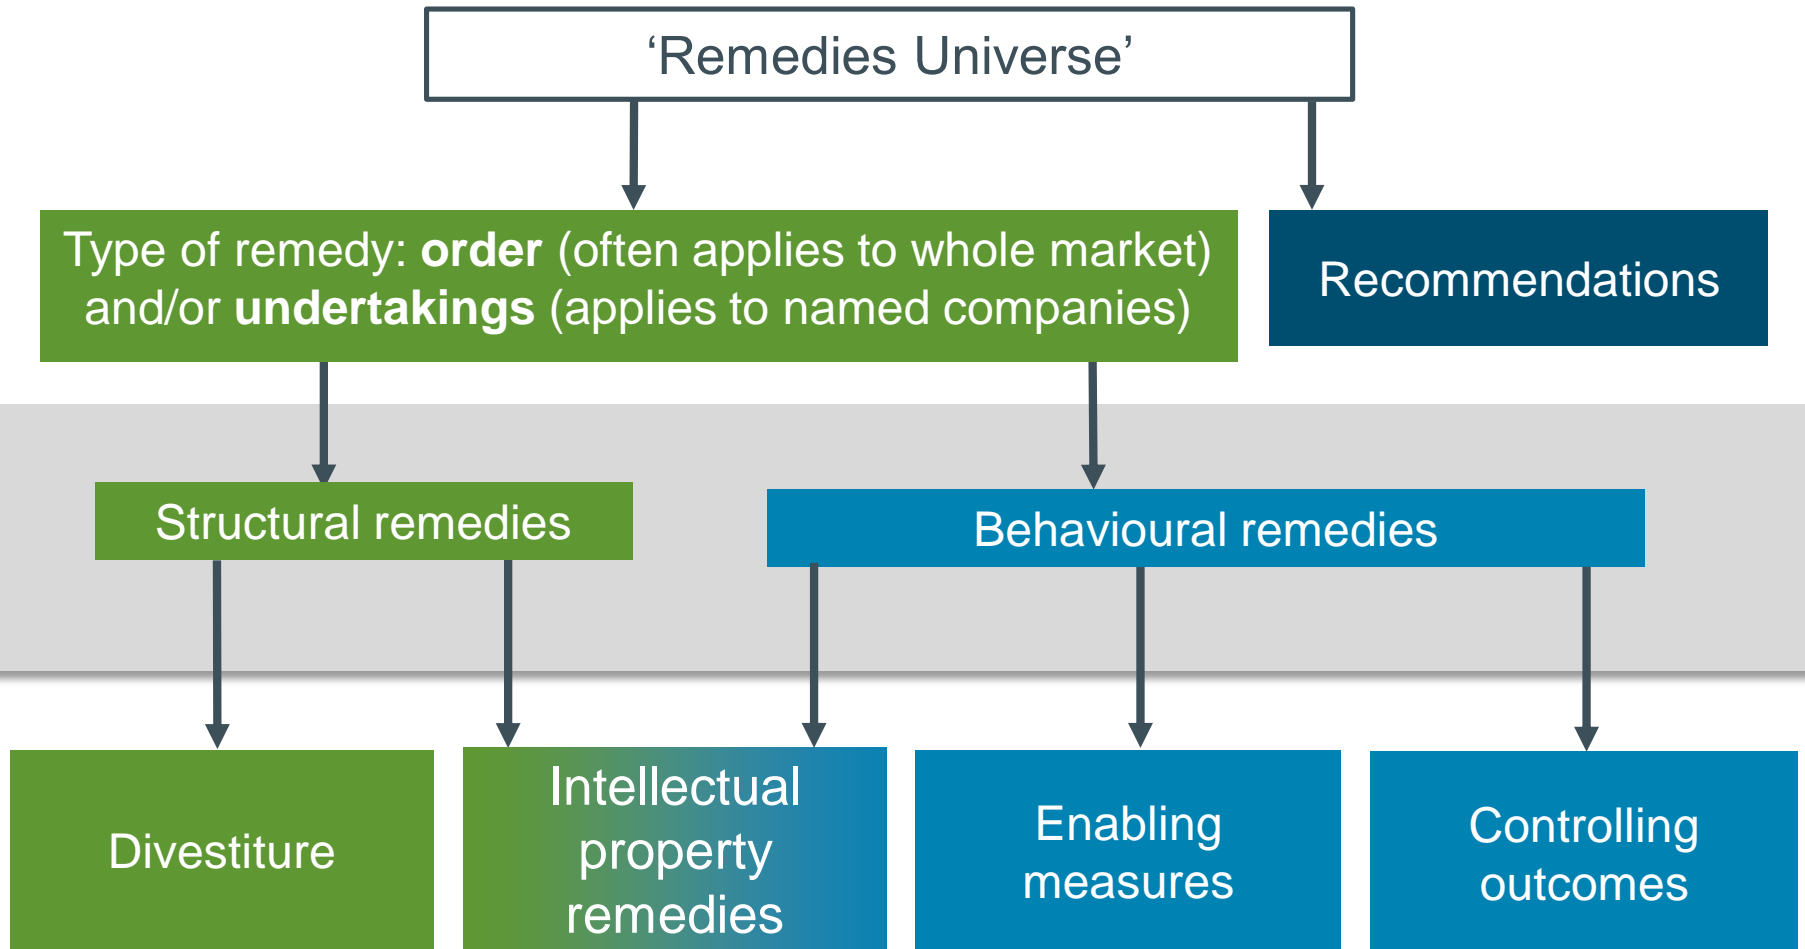 ‘Remedies Universe’
Type of remedy: order (often applies to whole market)
and/or undertakings (applies to named companies)
Recommendations
Structural remedies
Behavioural remedies
Divestiture
Intellectual
property
remedies
Enabling
measures
Controlling
outcomes